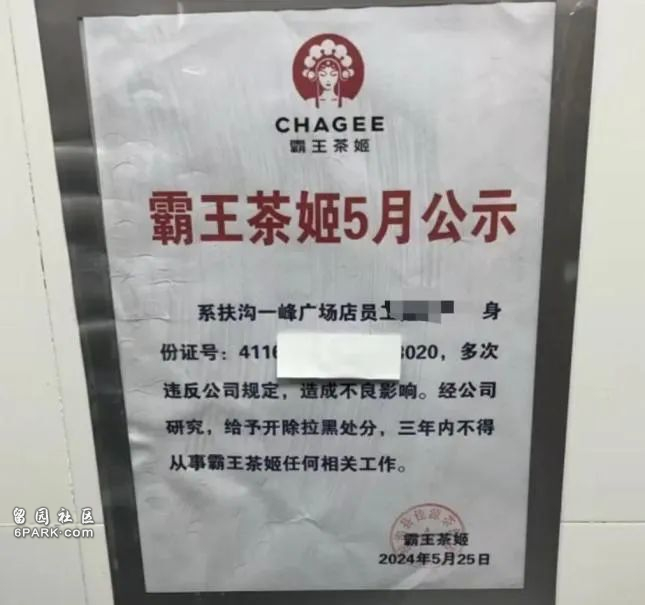 CHAGEE
霸王茶姬
霸王茶姬5月公示
系扶沟一峰广场店员工 身
份证号：4116 3020，多次
违反公司规定，造成不良影响。经公司
研究，给予开除拉黑处分，三年内不得
从事霸王茶姬任何相关工作。
霸王茶姬
2024年5月25日
留园社区
6PARK.com